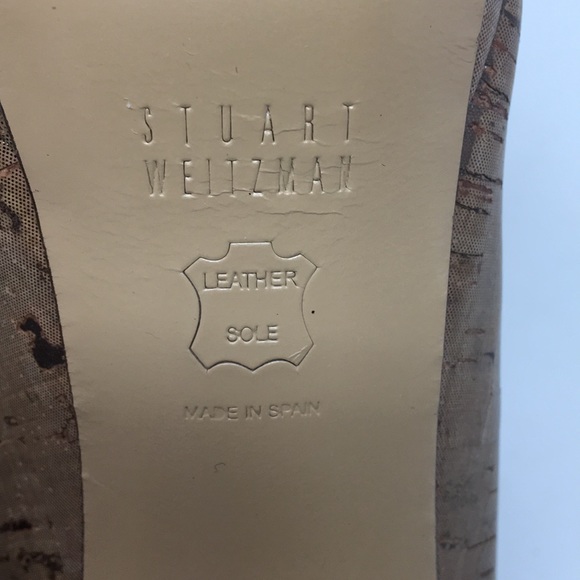 STUART
WEITZMAN
LEATHER
SOLE
MADE IN SPAIN